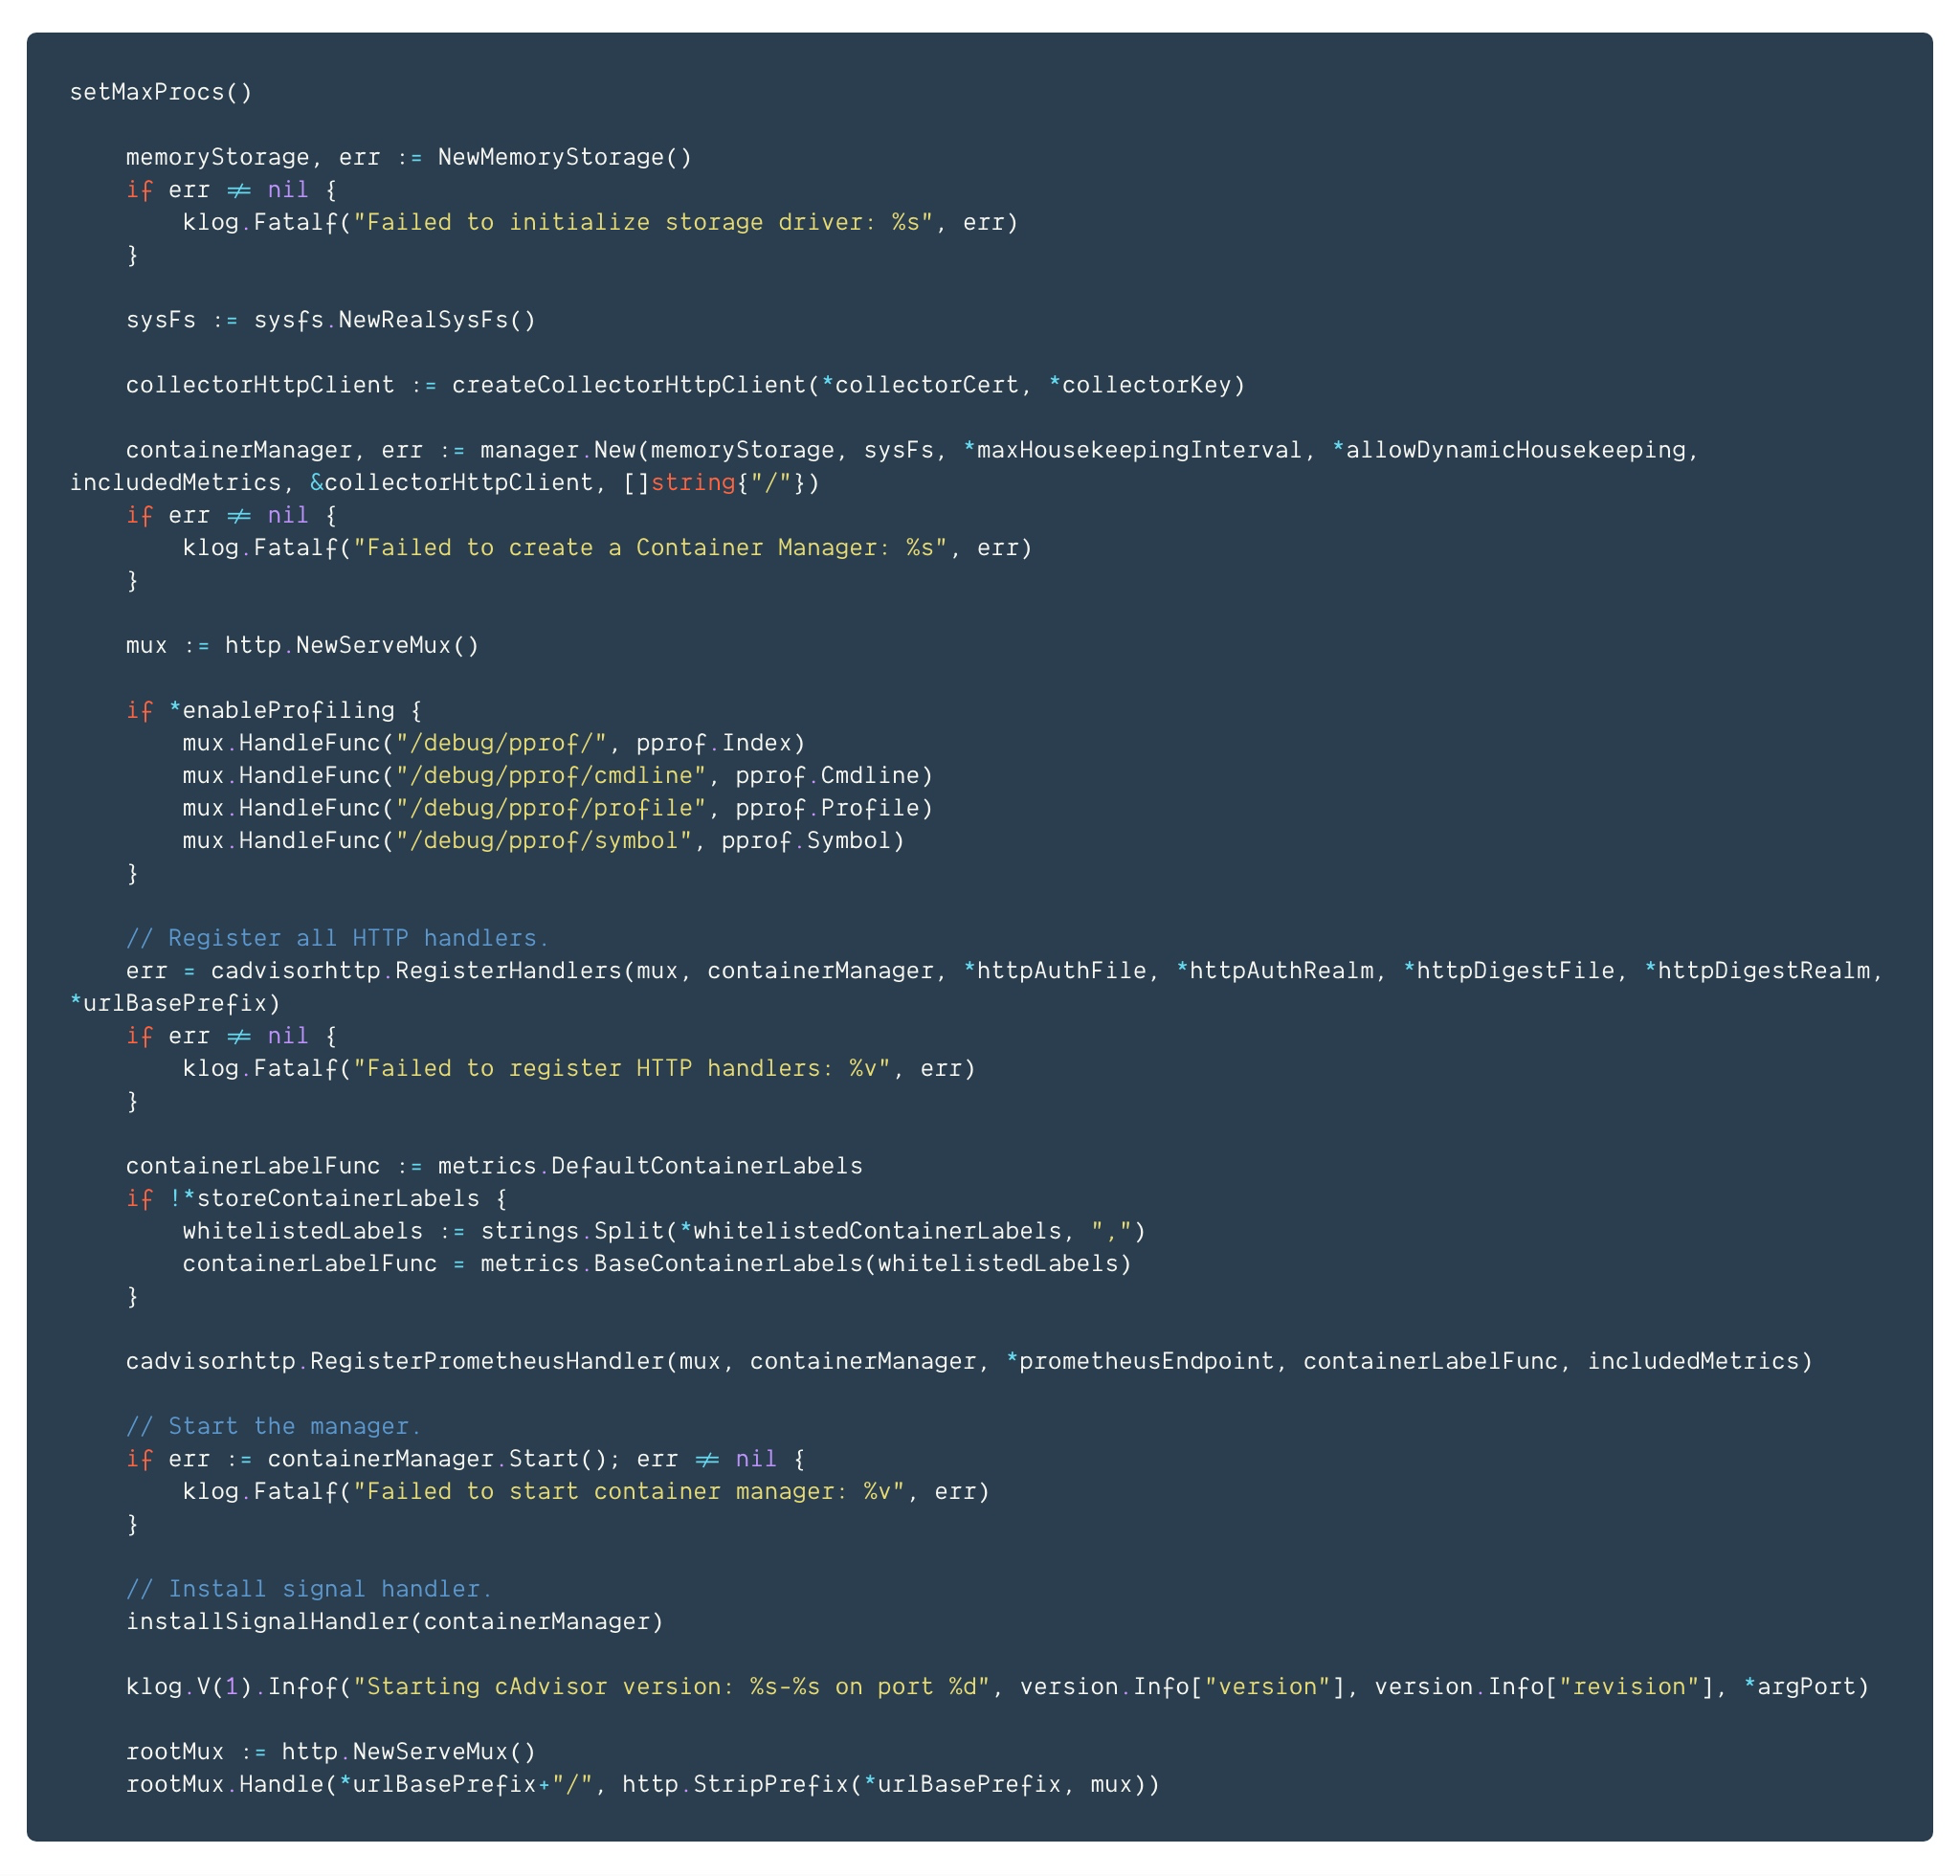 setMaxProcs()
memoryStorage, err := NewMemoryStorage()
if err != nil {
klog.Fatalf("Failed to initialize storage driver: %s", err)
}
sysFs := sysfs.NewRealSysFs()
collectorHttpClient := createCollectorHttpClient(*collectorCert, *collectorKey)
containerManager, err := manager.New(memoryStorage, sysFs, *maxHousekeepingInterval, *allowDynamicHousekeeping,
includedMetrics, &collectorHttpClient, []string{"/"})
if err != nil {
klog.Fatalf("Failed to create a Container Manager: %s", err)
}
mux := http.NewServeMux()
if *enableProfiling {
mux.HandleFunc("/debug/pprof/", pprof.Index)
mux.HandleFunc("/debug/pprof/cmdline", pprof.Cmdline)
mux.HandleFunc("/debug/pprof/profile", pprof.Profile)
mux.HandleFunc("/debug/pprof/symbol", pprof.Symbol)
}
// Register all HTTP handlers.
err = cadvisorhttp.RegisterHandlers(mux, containerManager, *httpAuthFile, *httpAuthRealm, *httpDigestFile, *httpDigestRealm,
*urlBasePrefix)
if err != nil {
klog.Fatalf("Failed to register HTTP handlers: %v", err)
}
containerLabelFunc := metrics.DefaultContainerLabels
if !*storeContainerLabels {
whitelistedLabels := strings.Split(*whitelistedContainerLabels, ",")
containerLabelFunc = metrics.BaseContainerLabels(whitelistedLabels)
}
cadvisorhttp.RegisterPrometheusHandler(mux, containerManager, *prometheusEndpoint, containerLabelFunc, includedMetrics)
// Start the manager.
if err := containerManager.Start(); err != nil {
klog.Fatalf("Failed to start container manager: %v", err)
}
// Install signal handler.
installSignalHandler(containerManager)
klog.V(1).Infof("Starting cAdvisor version: %s-%s on port %d", version.Info["version"], version.Info["revision"], *argPort)
rootMux := http.NewServeMux()
rootMux.Handle(*urlBasePrefix+"/", http.StripPrefix(*urlBasePrefix, mux))